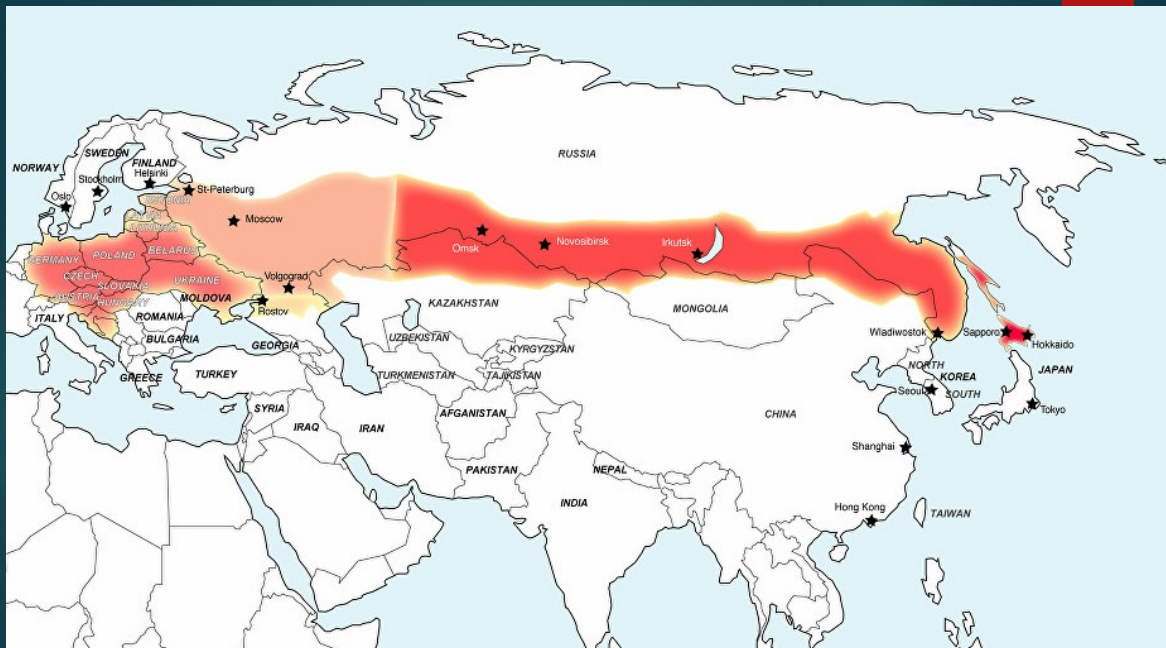 RUSSIA
NORWAY
SWEDEN
FINLAND
Helsinki
Stockholm
Oslo
St-Peterburg
ESTONIA
LATVIA
Moscow
GERMANY
POLAND
BELARUS
CZECH
SLOVAKIA
UKRAINE
AUSTRIA
HUNGARY
MOLDOVA
Volgograd
Rostov
ITALY
ROMANIA
BULGARIA
GEORGIA
GREECE
TURKEY
SYRIA
IRAQ
IRAN
Omsk
Novosibirsk
Irkutsk
KAZAKHSTAN
MONGOLIA
UZBEKISTAN
KYRGYZSTAN
TURKMENISTAN
TAJIKISTAN
AFGANISTAN
PAKISTAN
NEPAL
INDIA
CHINA
Wladiwostok
Sapporo
Hokkaido
NORTH
KOREA
SOUTH
Seoul
JAPAN
Tokyo
Shanghai
Hong Kong
TAIWAN